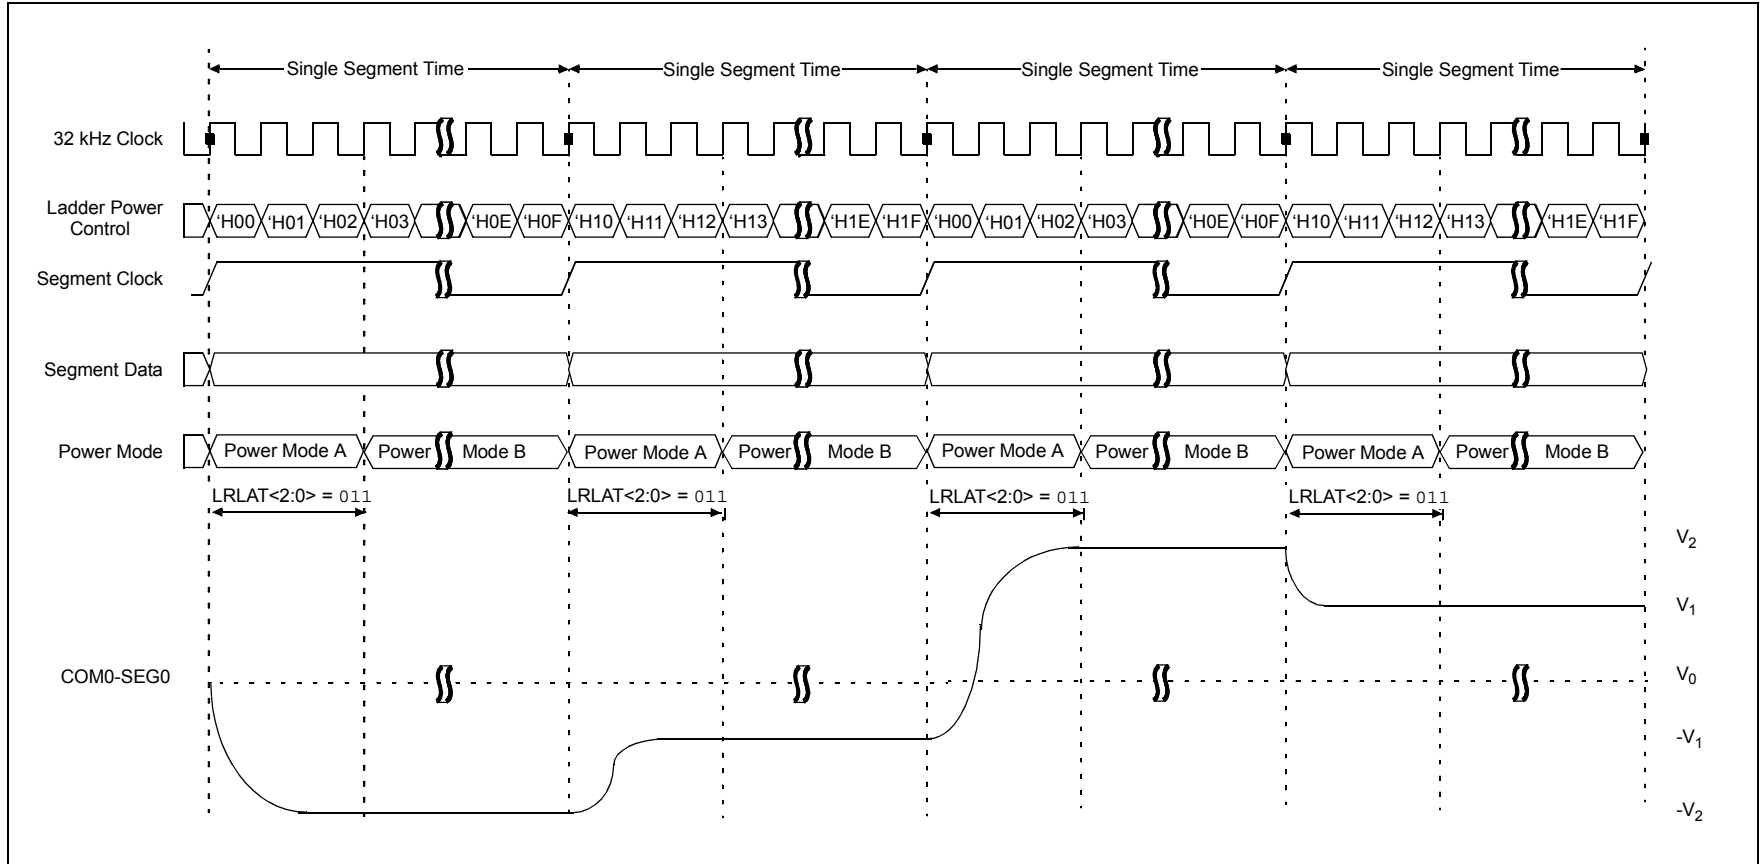 Single Segment Time Single Segment Time Single Segment Time Single Segment Time
32 kHz Clock
Ladder Power
Control
‘H00 ‘H01 ‘H02 ‘H03 ‘H0E ‘H0F ‘H10 ‘H11 ‘H12 ‘H13 ‘H1E ‘H1F ‘H00 ‘H01 ‘H02 ‘H03 ‘H0E ‘H0F ‘H10 ‘H11 ‘H12 ‘H13 ‘H1E ‘H1F
Segment Clock
Segment Data
Power Mode Power Mode A Power Mode B Power Mode A Power Mode B Power Mode A Power Mode B Power Mode A Power Mode B
LRLAT<2:0> = 011 LRLAT<2:0> = 011 LRLAT<2:0> = 011 LRLAT<2:0> = 011
V2
V1
COM0-SEG0 V0
-V1
-V2